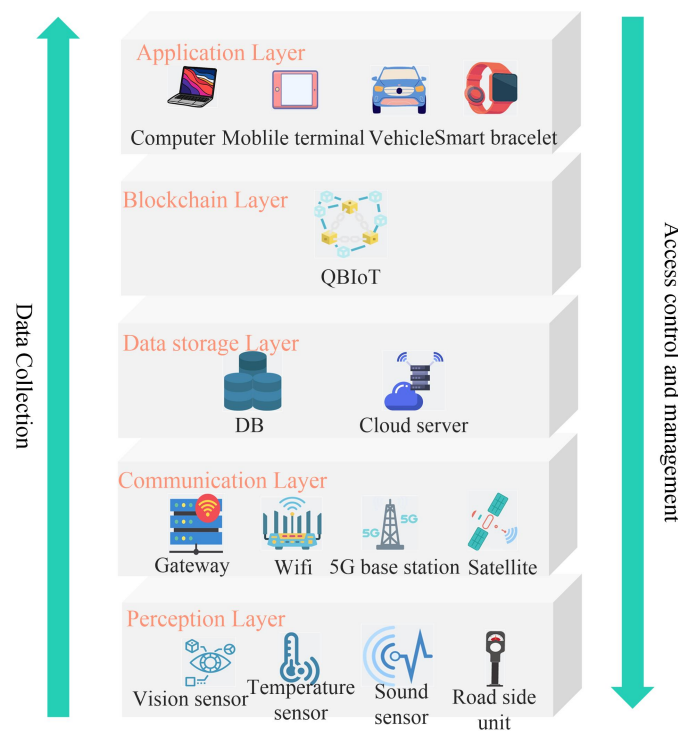 Application Layer
Computer Moblile terminal Vehicle Smart bracelet
Blockchain Layer
QBIoT
Data storage Layer
DB Cloud server
Communication Layer
Gateway Wifi 5G 5G 5G base station Satellite
Perception Layer
Vision sensor Temperature sensor Sound sensor Road side unit
Data Collection
Access control and management